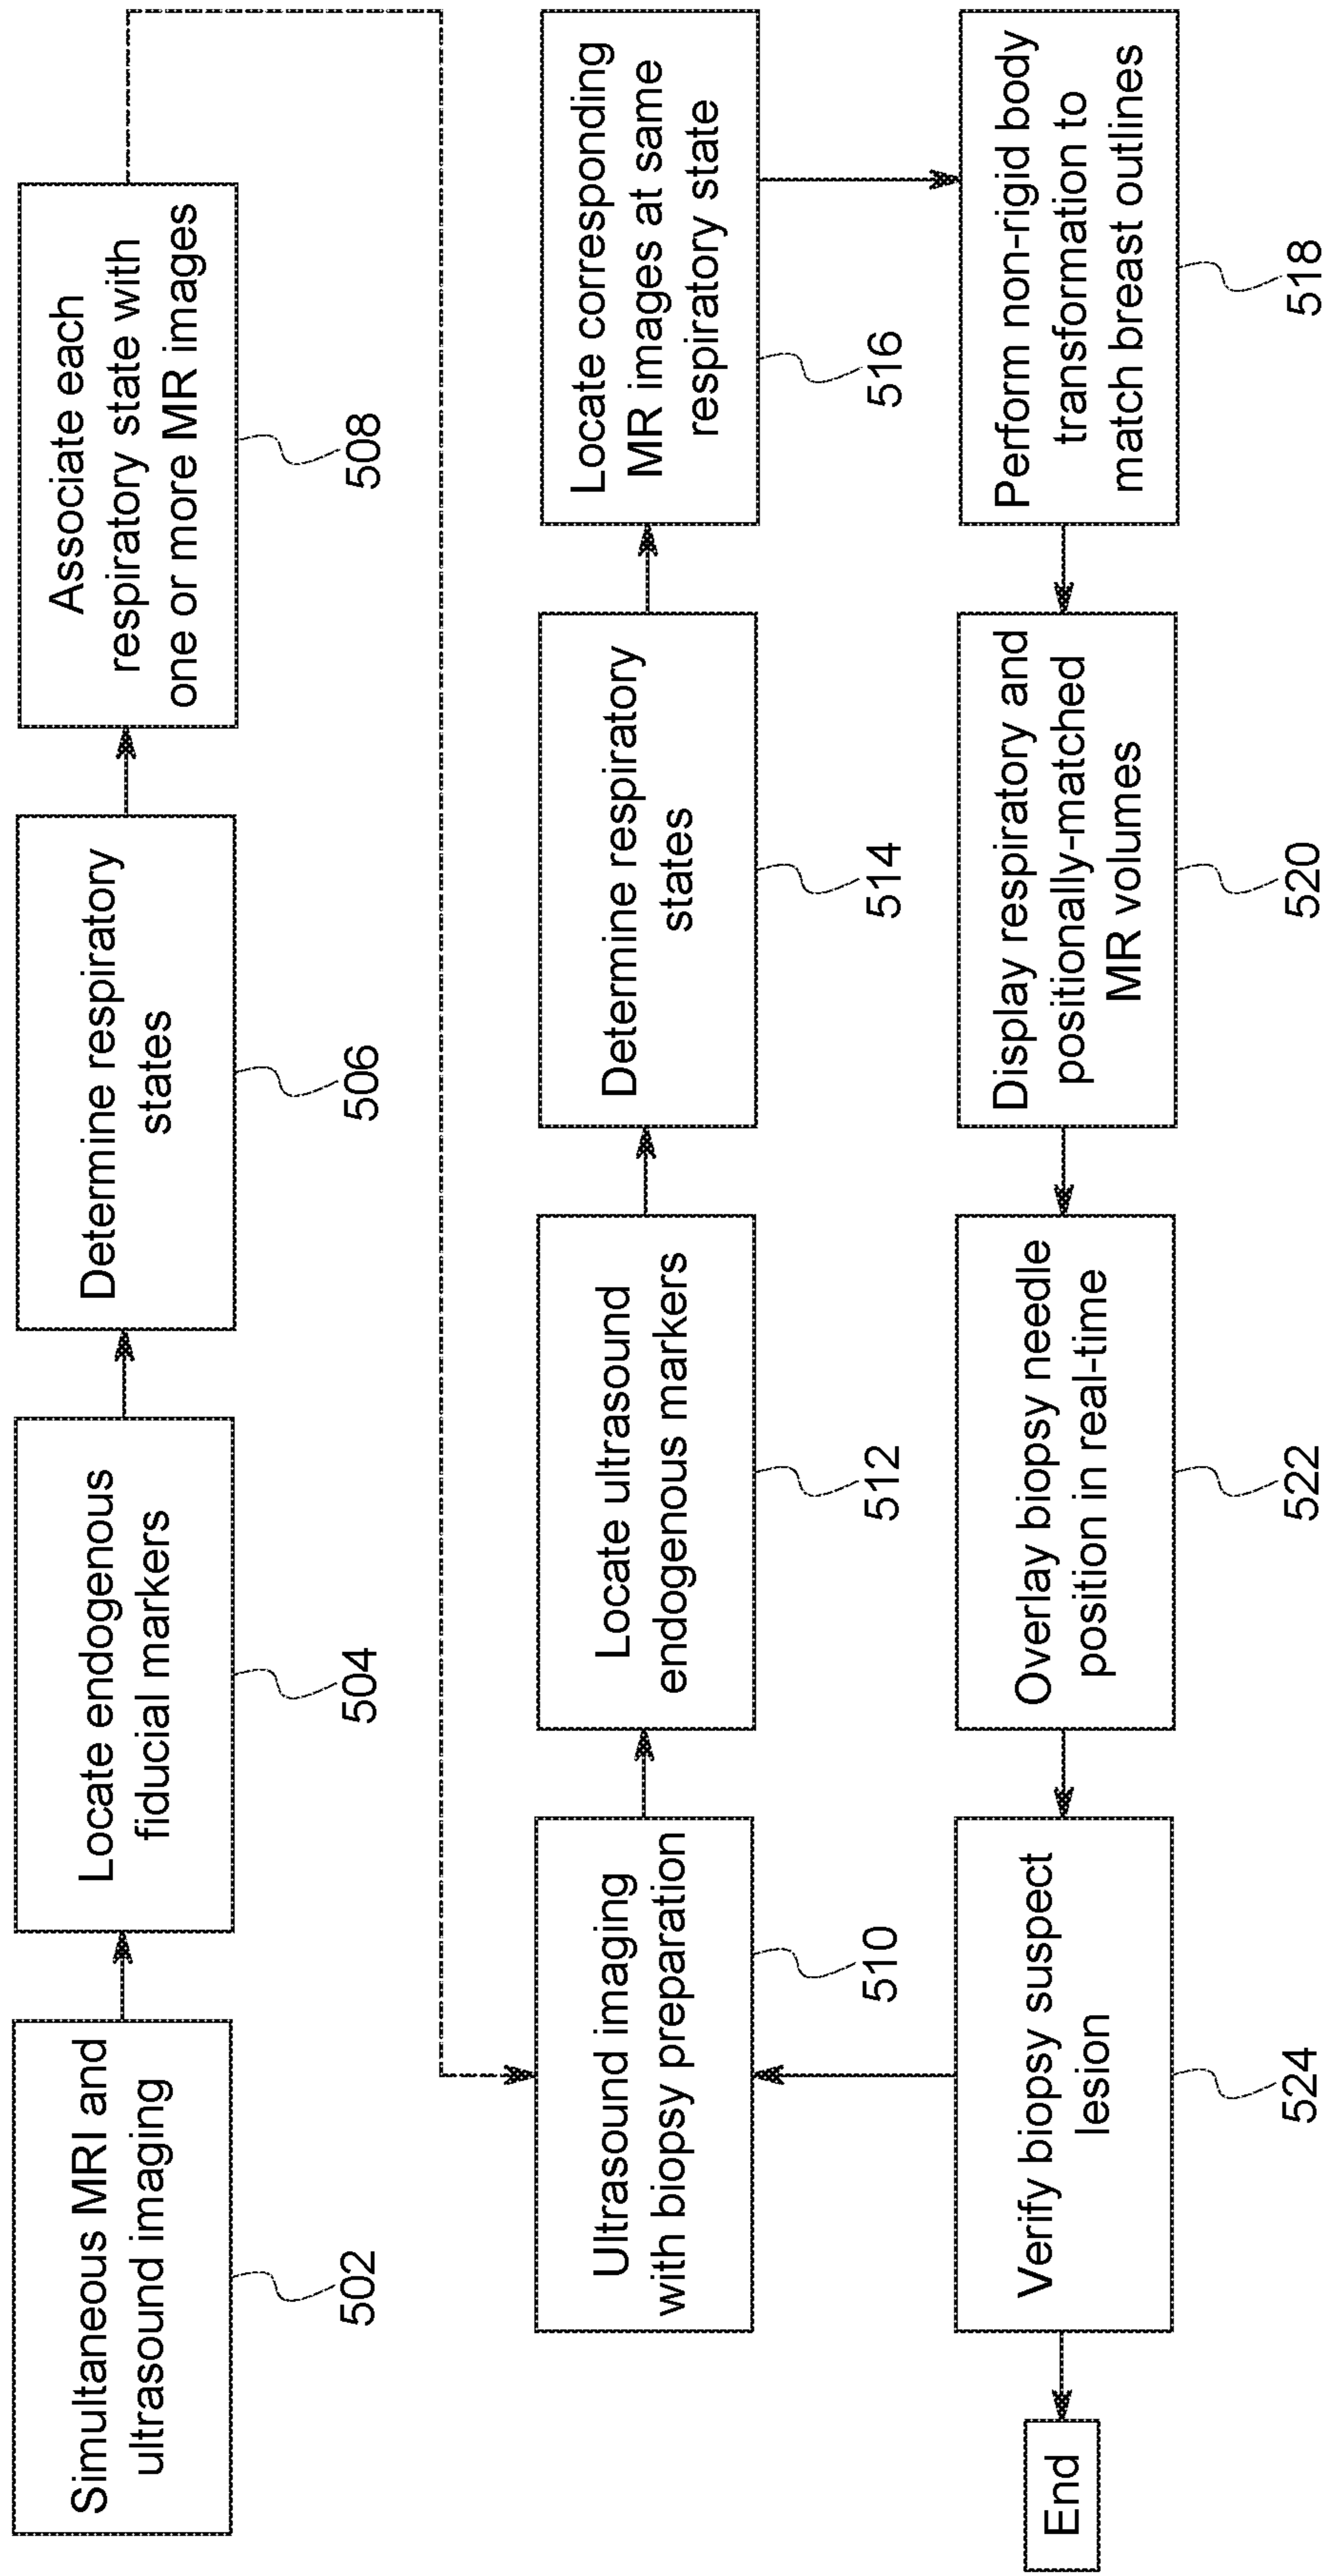 Simultaneous MRI and
ultrasound imaging
502
Locate endogenous
fiducial markers
504
Determine respiratory
states
506
Associate each
respiratory state with
one or more MR images
508
Ultrasound imaging
with biopsy preparation
510
Locate ultrasound
endogenous markers
512
Determine respiratory
states
514
Locate corresponding
MR images at same
respiratory state
516
Perform non-rigid body
transformation to
match breast outlines
518
Display respiratory and
positionally-matched
MR volumes
520
Overlay biopsy needle
position in real-time
522
Verify biopsy suspect
lesion
524
End